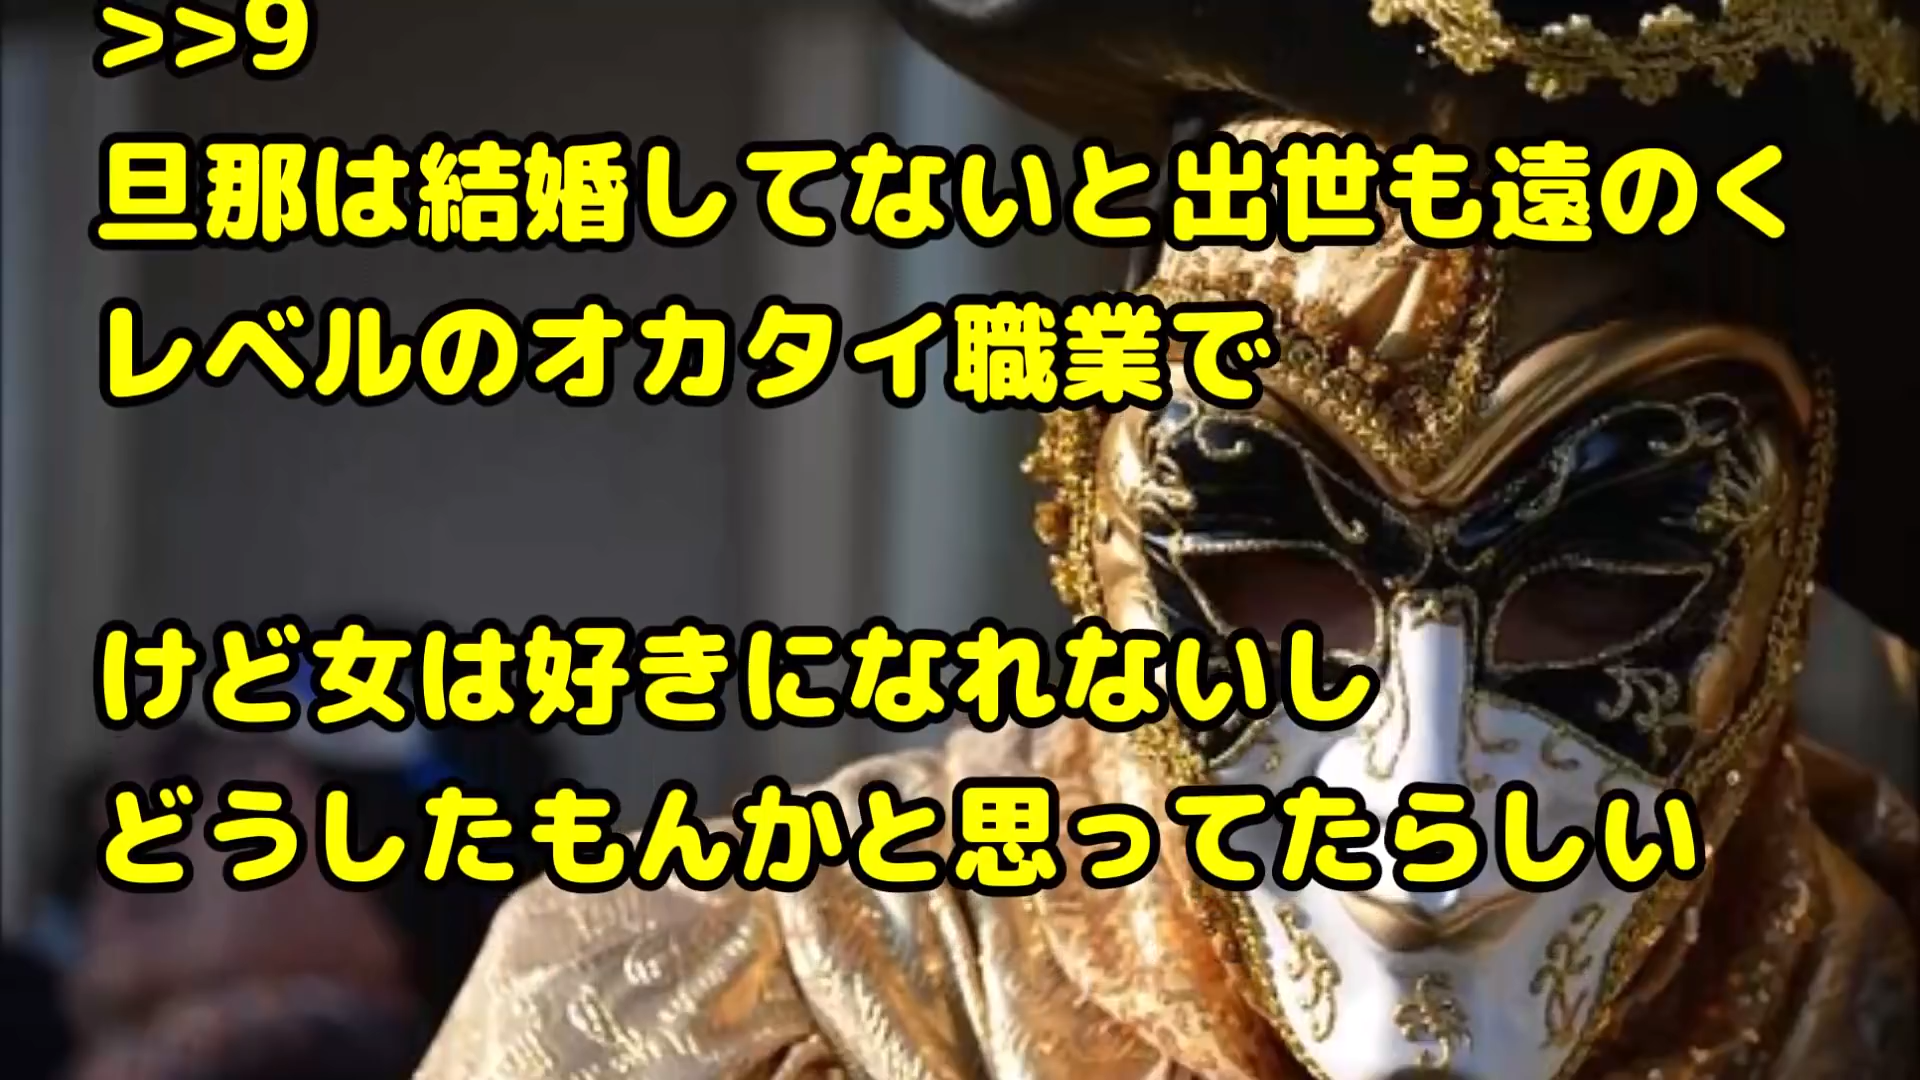 >>9
旦那は結婚してないと出世も遠のく
レベルのオカタイ職業で
けど女は好きになれないし
どうしたもんかと思ってたらしい